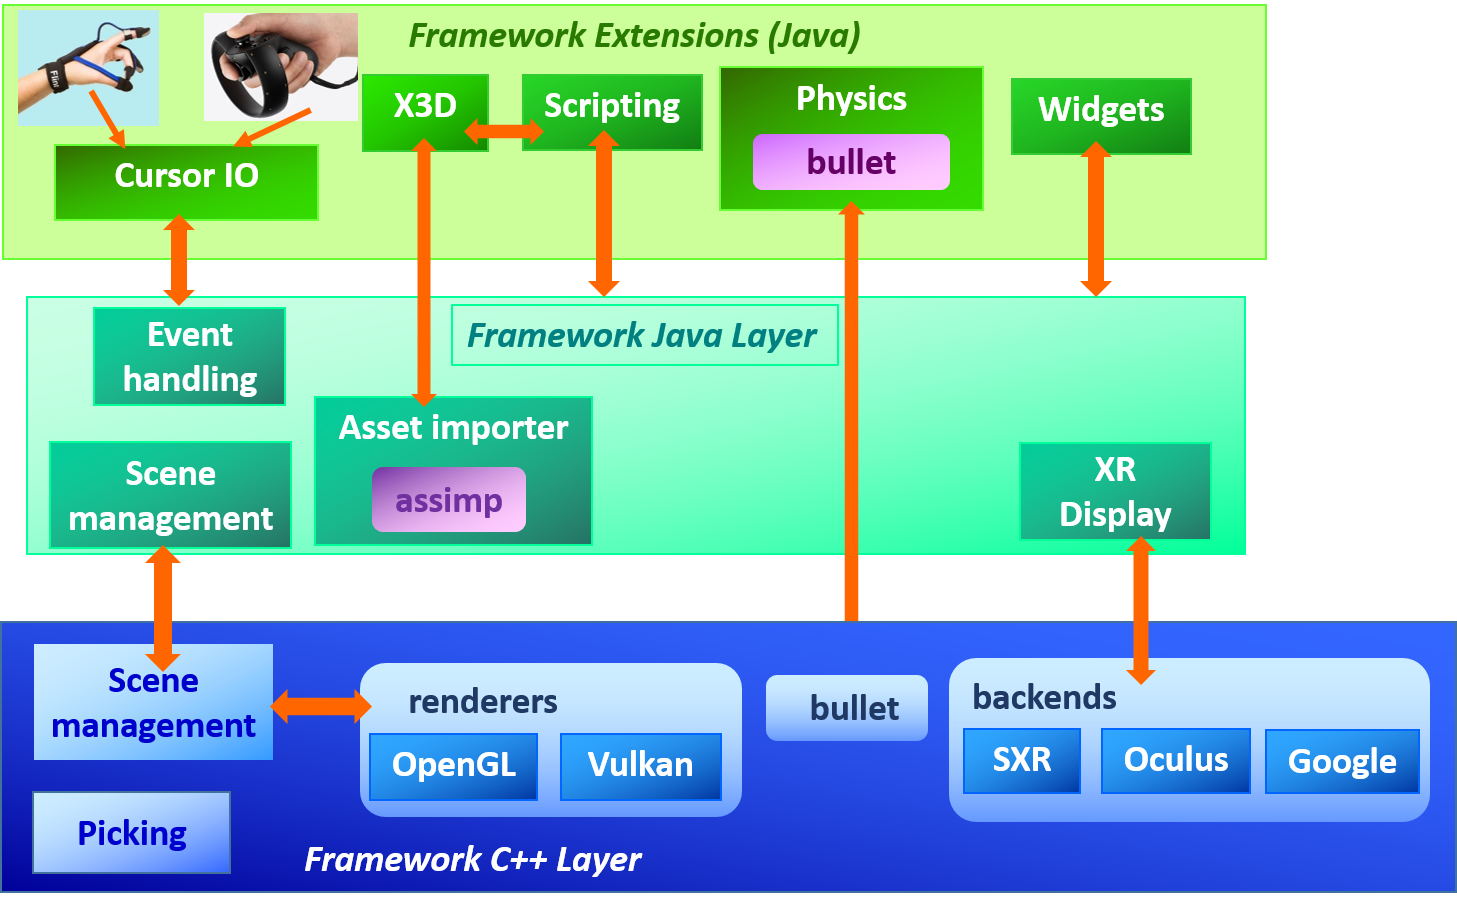 Framework Extensions (Java)
Flint
X3D
Scripting
Physics
bullet
Widgets
Cursor IO
Framework Java Layer
Event
handling
Asset importer
assimp
Scene
management
XR
Display
Scene
management
renderers
OpenGL
Vulkan
bullet
backends
SXR
Oculus
Google
Picking
Framework C++ Layer